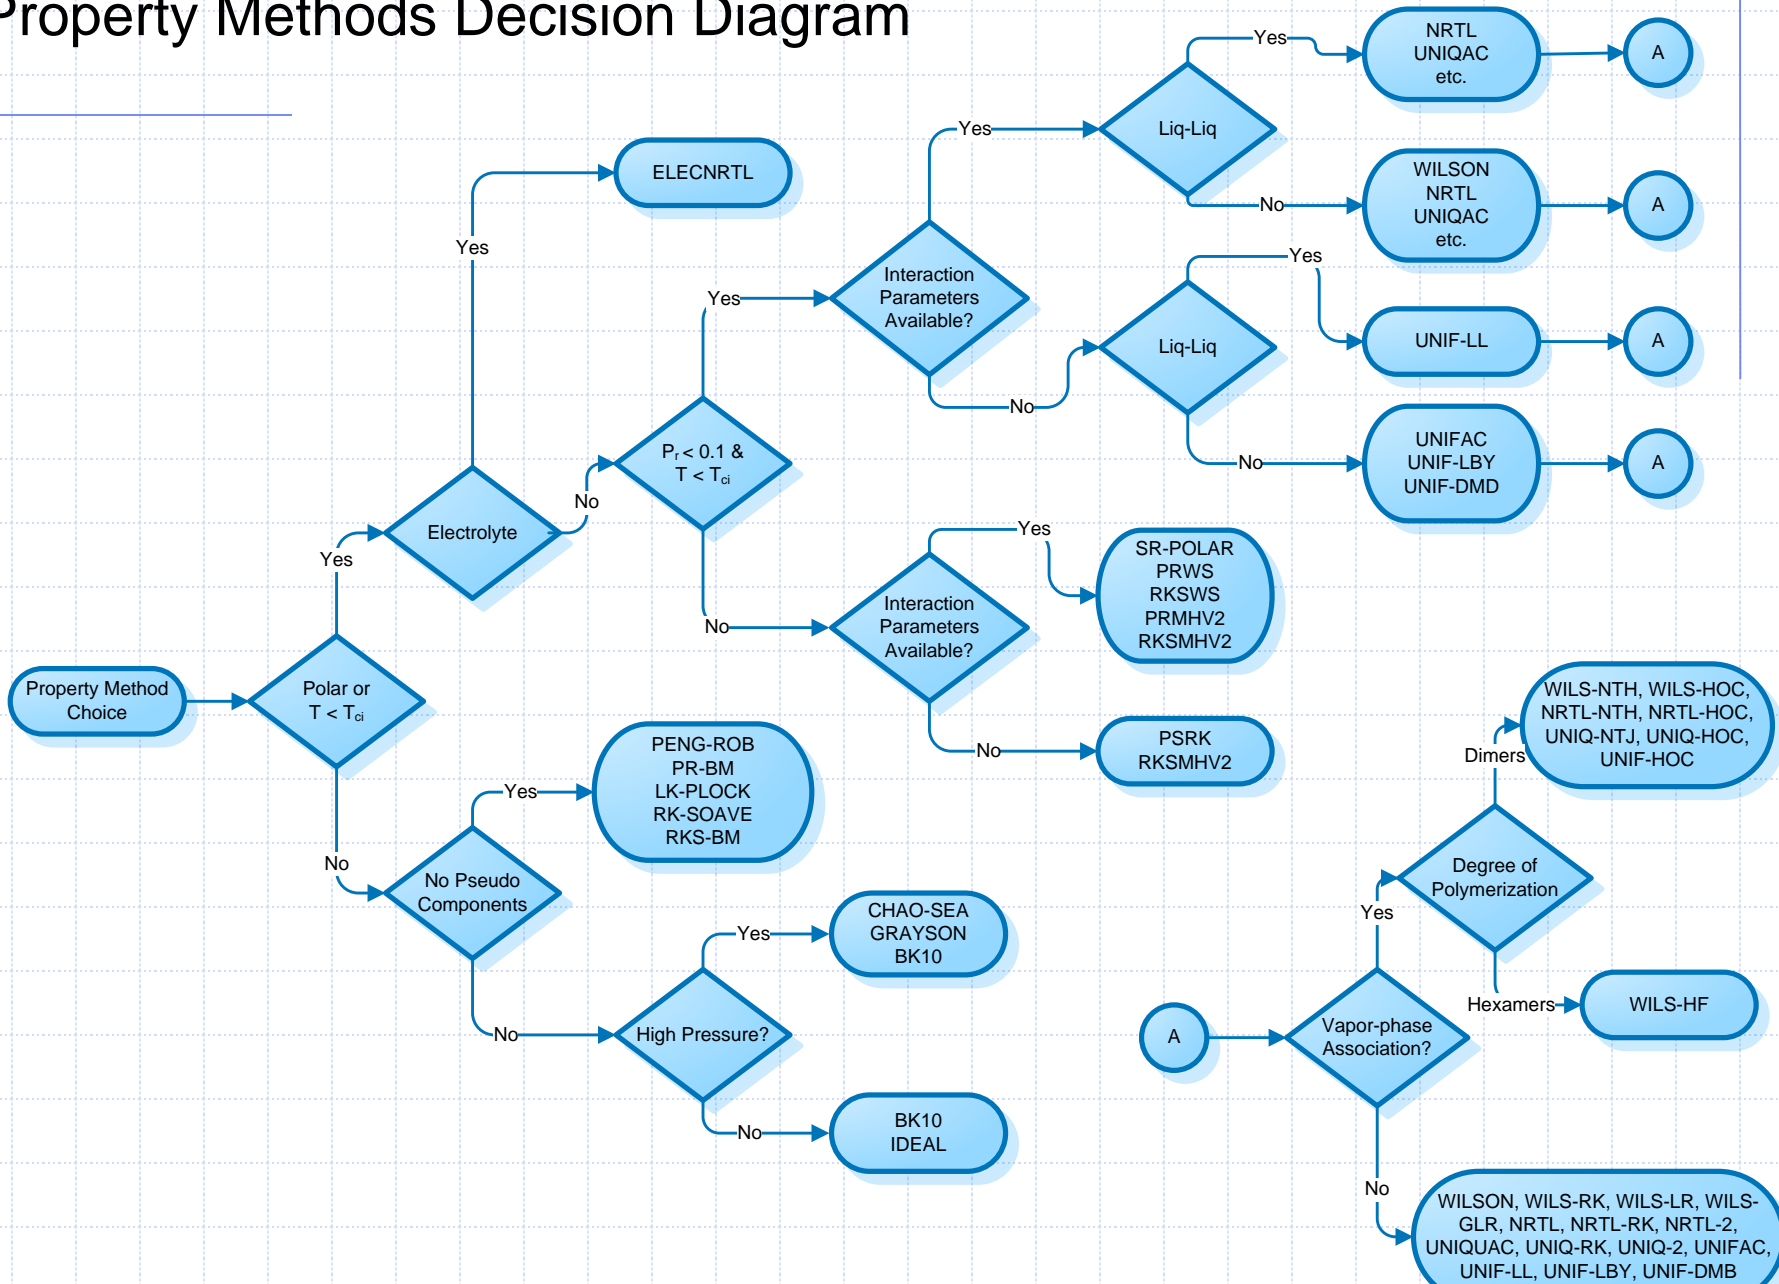 Property Methods Decision Diagram
Yes
NRTL
UNIQAC
etc.
A
Liq-Liq
Yes
No
WILSON
NRTL
UNIQAC
etc.
A
ELECNRTL
Yes
Interaction
Parameters
Available?
Yes
No
Liq-Liq
Yes
UNIF-LL
A
No
UNIFAC
UNIF-LBY
UNIF-DMD
A
Pr < 0.1 &
T < Tci
No
Electrolyte
Yes
No
Interaction
Parameters
Available?
Yes
SR-POLAR
PRWS
RKSWS
PRMHV2
RKSMHV2
No
PSRK
RKSMHV2
Property Method
Choice
Polar or
T < Tci
No
No Pseudo
Components
Yes
PENG-ROB
PR-BM
LK-PLOCK
RK-SOAVE
RKS-BM
No
High Pressure?
Yes
CHAO-SEA
GRAYSON
BK10
No
BK10
IDEAL
A
Vapor-phase
Association?
Yes
Degree of
Polymerization
Dimers
WILS-NTH, WILS-HOC,
NRTL-NTH, NRTL-HOC,
UNIQ-NTJ, UNIQ-HOC,
UNIF-HOC
Hexamers
WILS-HF
No
WILSON, WILS-RK, WILS-LR, WILS-
GLR, NRTL, NRTL-RK, NRTL-2,
UNIQUAC, UNIQ-RK, UNIQ-2, UNIFAC,
UNIF-LL, UNIF-LBY, UNIF-DMB